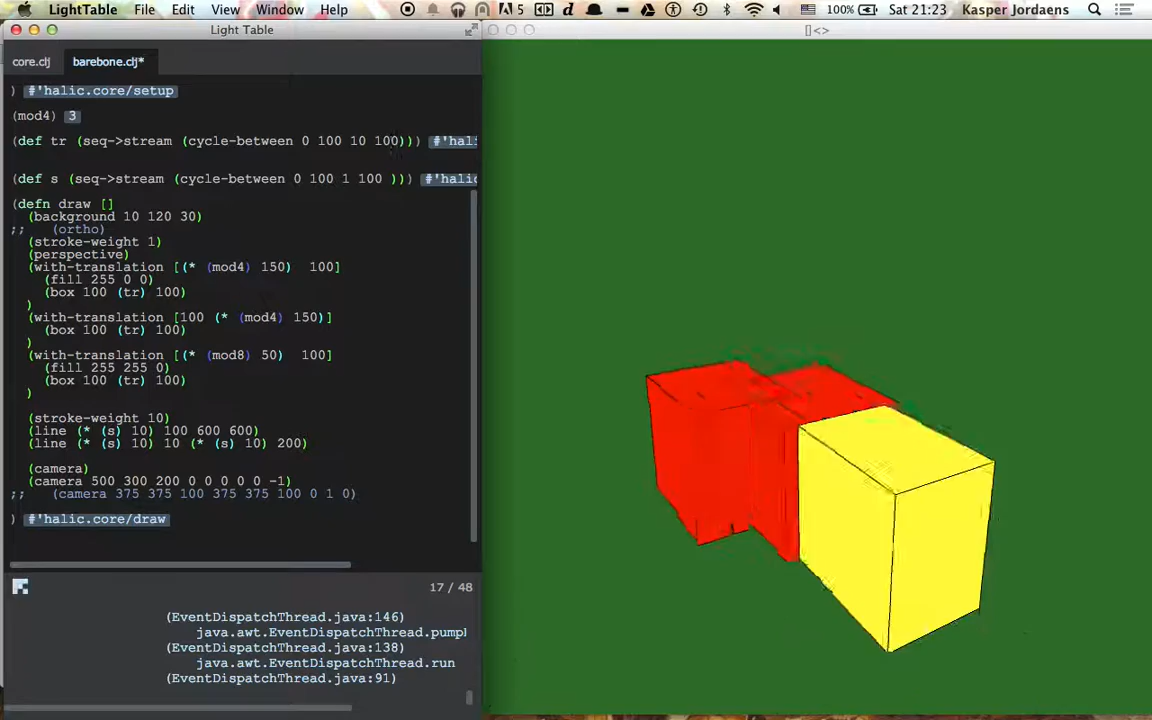 LightTable File Edit View Window Help 5 100% Sat 21:23 Kasper Jordaens
Light Table
[]<>
core.clj barebone.clj*
) #'halic.core/setup
(mod4) 3
(def tr (seq->stream (cycle-between 0 100 10 100))) #'hali
(def s (seq->stream (cycle-between 0 100 1 100 ))) #'halic
(defn draw []
(background 10 120 30)
;; (ortho)
(stroke-weight 1)
(perspective)
(with-translation [(* (mod4) 150) 100]
(fill 255 0 0)
(box 100 (tr) 100)
)
(with-translation [100 (* (mod4) 150)]
(box 100 (tr) 100)
)
(with-translation [(* (mod8) 50) 100]
(fill 255 255 0)
(box 100 (tr) 100)
)
(stroke-weight 10)
(line (* (s) 10) 100 600 600)
(line (* (s) 10) 10 (* (s) 10) 200)
(camera)
(camera 500 300 200 0 0 0 0 0 -1)
;; (camera 375 375 100 375 375 100 0 1 0)
) #'halic.core/draw
17 / 48
(EventDispatchThread.java:146)
java.awt.EventDispatchThread.pump
(EventDispatchThread.java:138)
java.awt.EventDispatchThread.run
(EventDispatchThread.java:91)